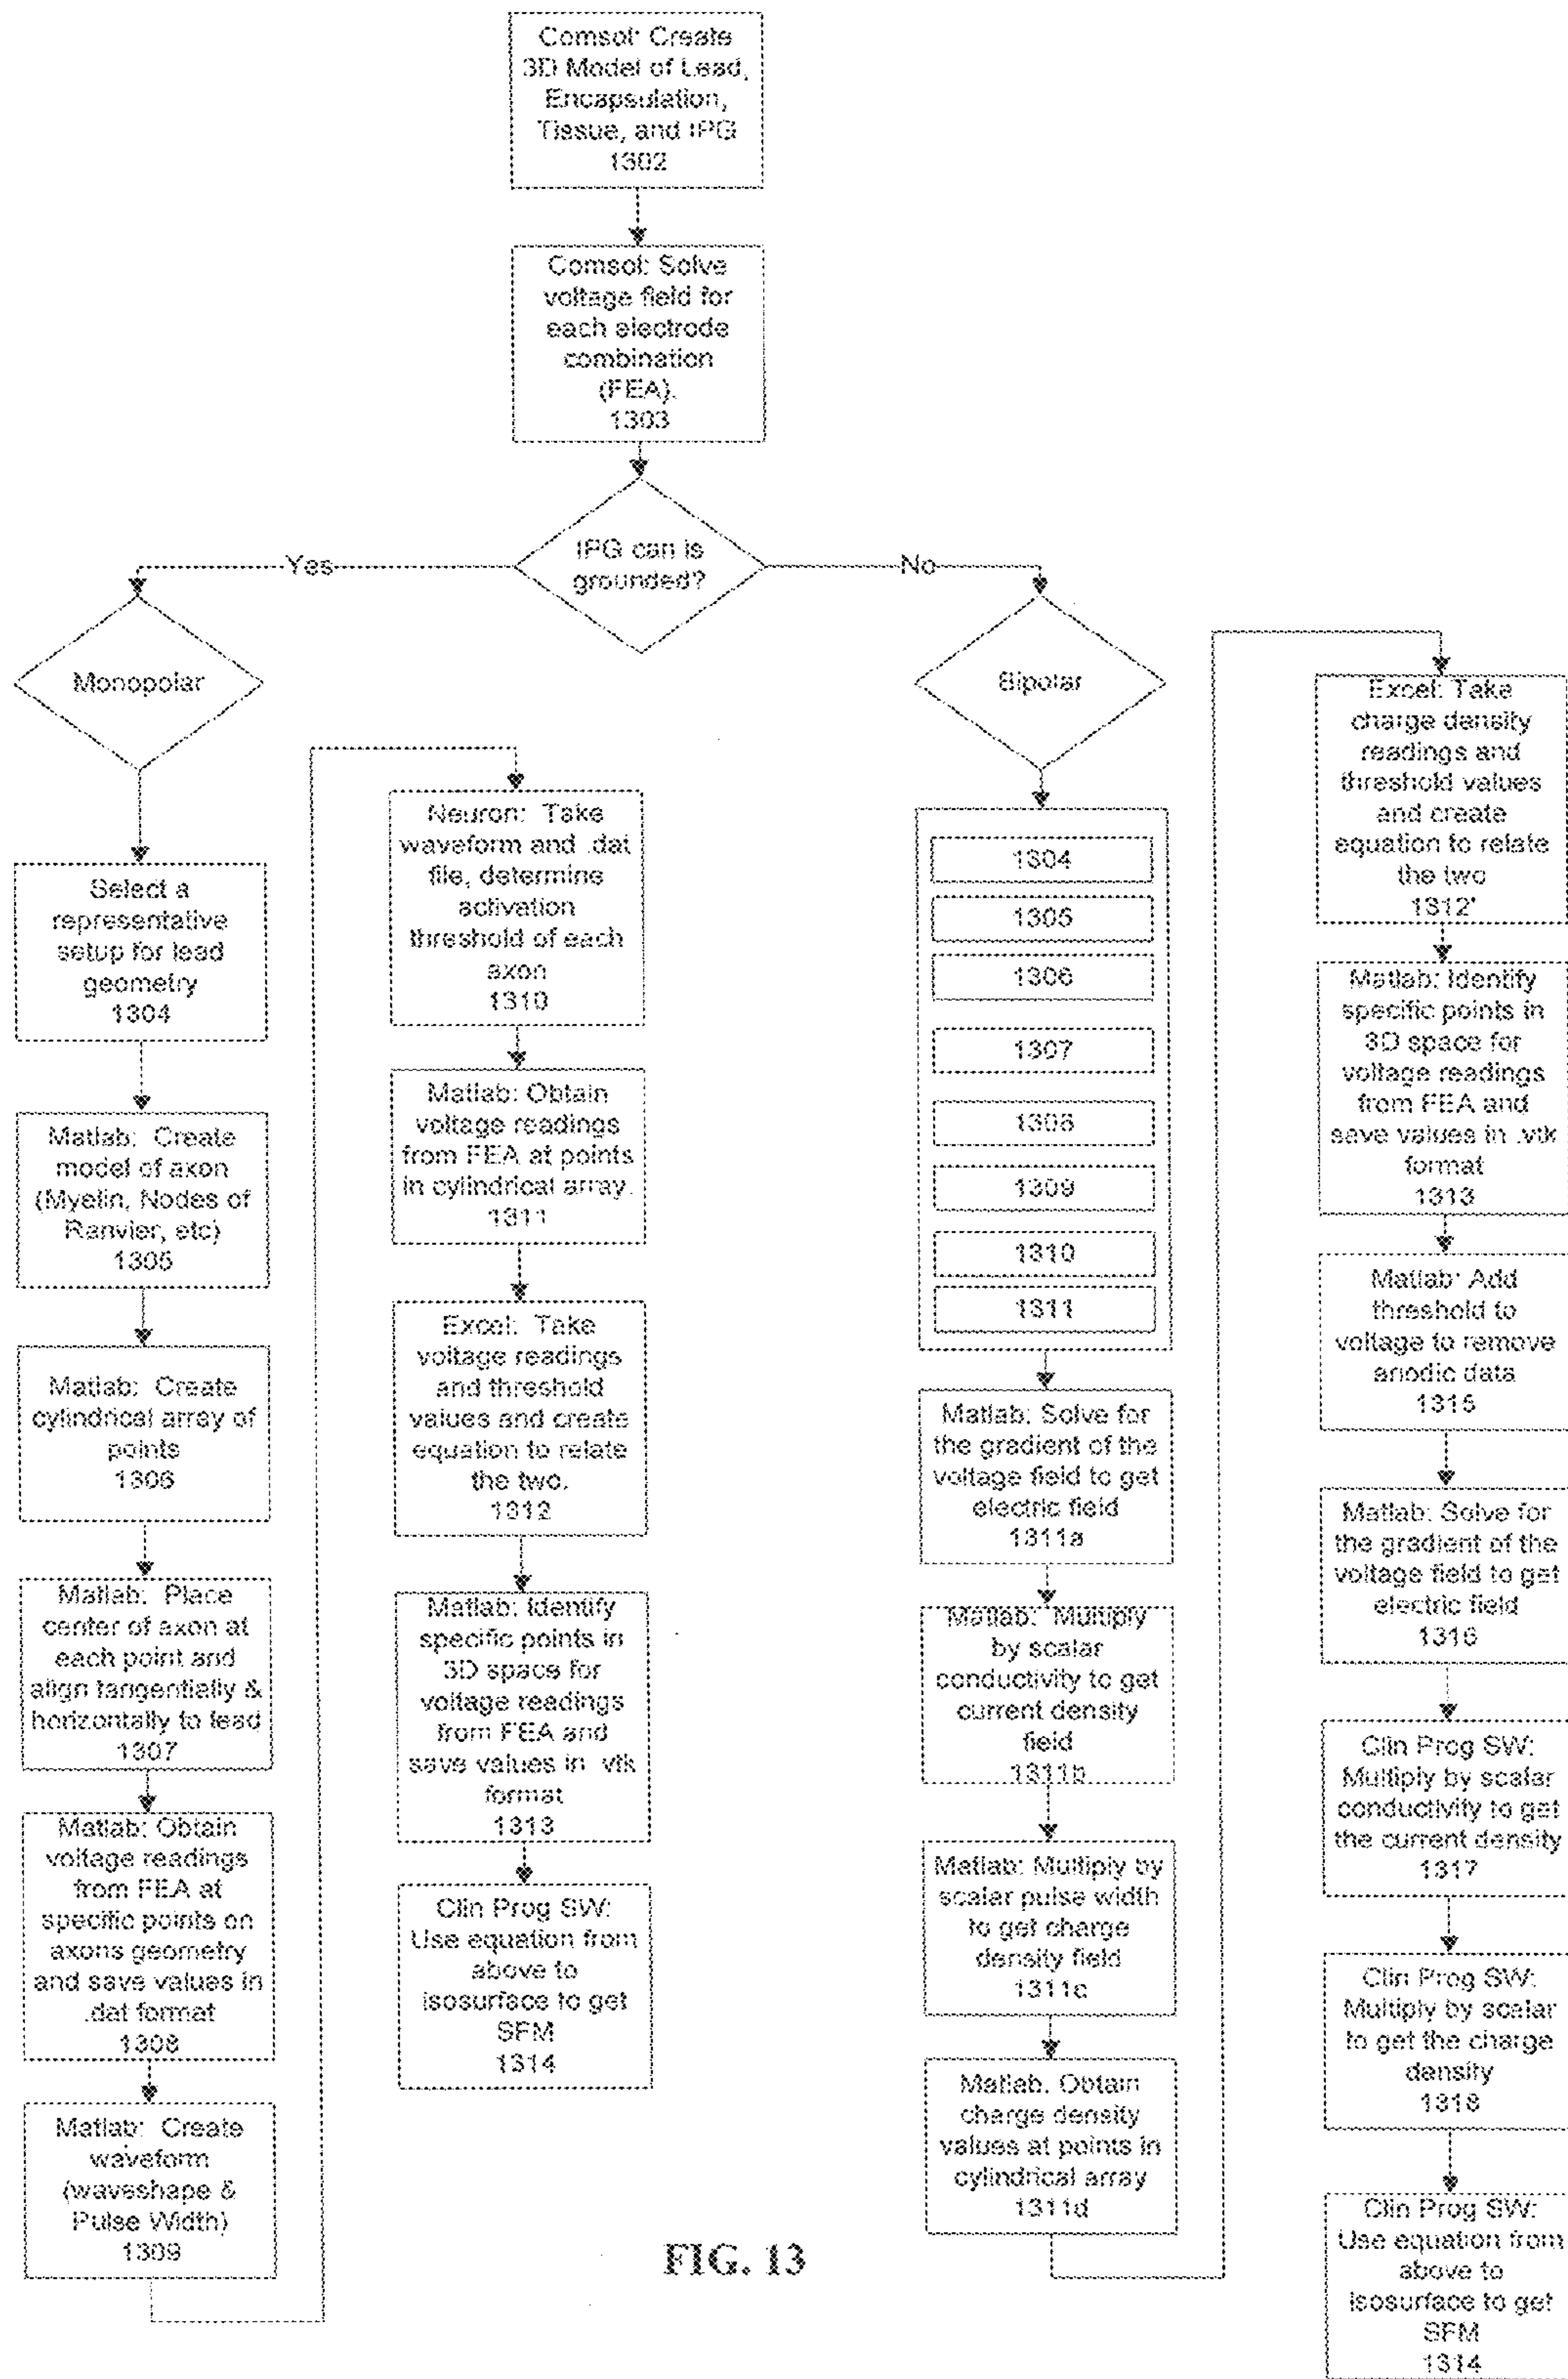 Comsol: Create
3D Model of Lead,
Encapsulation,
Tissue, and IPG
1302
Comsol: Solve
voltage field for
each electrode
combination
(FEA).
1303
IPG can is
grounded?
Yes
No
Monopolar
Select a
representative
setup for lead
geometry
1304
Matlab: Create
model of axon
(Myelin, Nodes of
Ranvier, etc)
1305
Matlab: Create
cylindrical array of
points
1306
Matlab: Place
center of axon at
each point and
align tangentially &
horizontally to lead
1307
Matlab: Obtain
voltage readings
from FEA at
specific points on
axons geometry
and save values in
.dat format
1308
Matlab: Create
waveform
(waveshape &
Pulse Width)
1309
Neuron: Take
waveform and .dat
file, determine
activation
threshold of each
axon
1310
Matlab: Obtain
voltage readings
from FEA at points
in cylindrical array.
1311
Excel: Take
voltage readings
and threshold
values and create
equation to relate
the two.
1312
Matlab: Identify
specific points in
3D space for
voltage readings
from FEA and
save values in .vtk
format
1313
Clin Prog SW:
Use equation from
above to
isosurface to get
SFM
1314
Bipolar
1304
1305
1306
1307
1308
1309
1310
1311
Matlab: Solve for
the gradient of the
voltage field to get
electric field
1311a
Matlab: Multiply
by scalar
conductivity to get
current density
field
1311b
Matlab: Multiply by
scalar pulse width
to get charge
density field
1311c
Matlab. Obtain
charge density
values at points in
cylindrical array
1311d
Excel: Take
charge density
readings and
threshold values
and create
equation to relate
the two
1312'
Matlab: Identify
specific points in
3D space for
voltage readings
from FEA and
save values in .vtk
format
1313
Matlab: Add
threshold to
voltage to remove
anodic data
1315
Matlab: Solve for
the gradient of the
voltage field to get
electric field
1316
Clin Prog SW:
Multiply by scalar
conductivity to get
the current density
1317
Clin Prog SW:
Multiply by scalar
to get the charge
density
1318
Clin Prog SW:
Use equation from
above to
isosurface to get
SFM
1314
FIG. 13